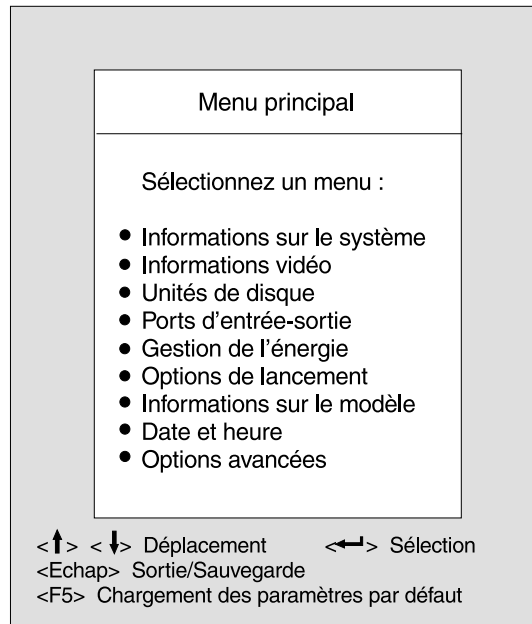 Menu principal
Sélectionnez un menu :
● Informations sur le système
● Informations vidéo
● Unités de disque
● Ports d'entrée-sortie
● Gestion de l'énergie
● Options de lancement
● Informations sur le modèle
● Date et heure
● Options avancées
<↑> <↓> Déplacement <↵> Sélection
<Echap> Sortie/Sauvegarde
<F5> Chargement des paramètres par défaut